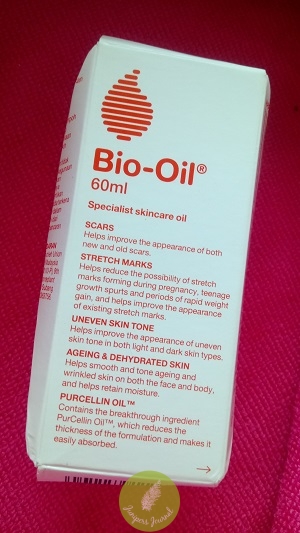 Bio-Oil®
60ml
Specialist skincare oil
SCARS
Helps improve the appearance of both
new and old scars.
STRETCH MARKS
Helps reduce the possibility of stretch
marks forming during pregnancy, teenage
growth spurts and periods of rapid weight
gain, and helps improve the appearance
of existing stretch marks.
UNEVEN SKIN TONE
Helps improve the appearance of uneven
skin tone in both light and dark skin types.
AGEING & DEHYDRATED SKIN
Helps smooth and tone ageing and
wrinkled skin on both the face and body,
and helps retain moisture.
PURCELLIN OIL™
Contains the breakthrough ingredient
PurCellin Oil™, which reduces the
thickness of the formulation and makes it
easily absorbed.
Junipers Journal